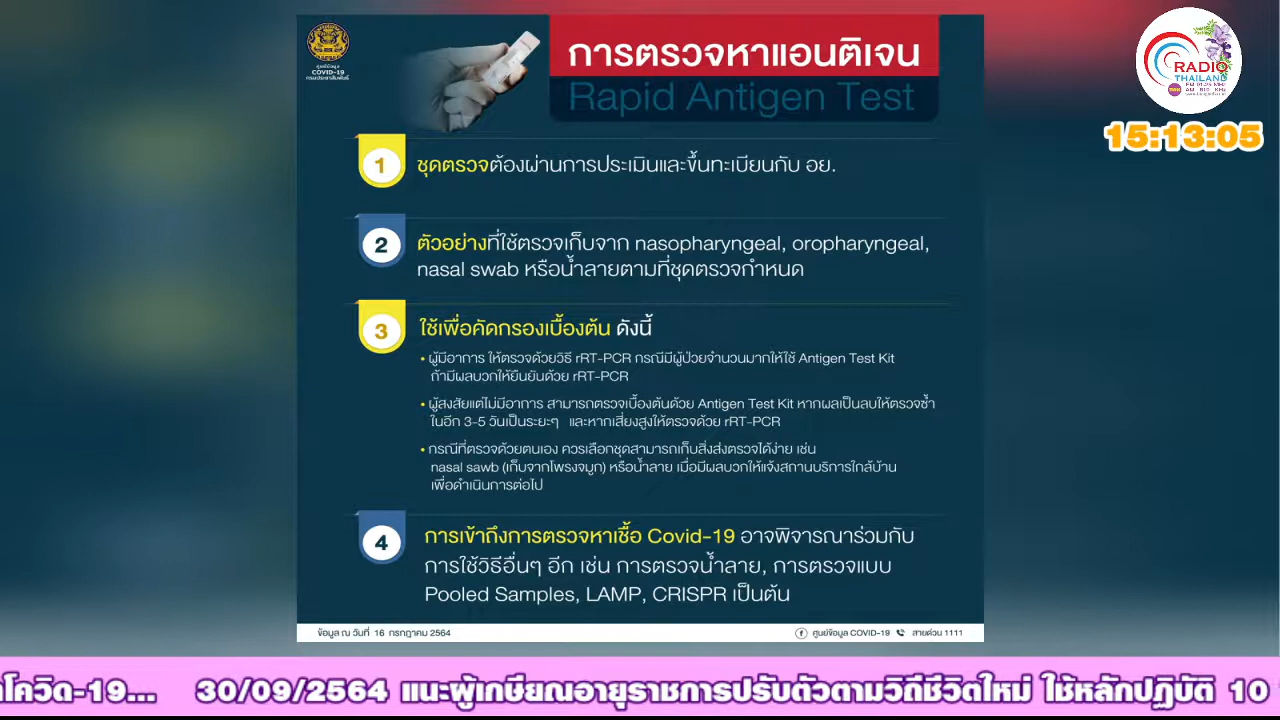 ศูนย์ข้อมูล
COVID-19
กรมประชาสัมพันธ์
การตรวจหาแอนติเจน
Rapid Antigen Test
RADIO
THAILAND
15:13:05
1 ชุดตรวจต้องผ่านการประเมินและขึ้นทะเบียนกับ อย.
2 ตัวอย่างที่ใช้ตรวจเก็บจาก nasopharyngeal, oropharyngeal,
nasal swab หรือน้ำลายตามที่ชุดตรวจกำหนด
3 ใช้เพื่อคัดกรองเบื้องต้น ดังนี้
• ผู้มีอาการ ให้ตรวจด้วยวิธี rRT-PCR กรณีมีผู้ป่วยจำนวนมากให้ใช้ Antigen Test Kit
ถ้ามีผลบวกให้ยืนยันด้วย rRT-PCR
• ผู้สงสัยแต่ไม่มีอาการ สามารถตรวจเบื้องต้นด้วย Antigen Test Kit หากผลเป็นลบให้ตรวจซ้ำ
ในอีก 3-5 วันเป็นระยะๆ และหากเสี่ยงสูงให้ตรวจด้วย rRT-PCR
• กรณีที่ตรวจด้วยตนเอง ควรเลือกชุดสามารถเก็บสิ่งส่งตรวจได้ง่าย เช่น
nasal sawb (เก็บจากโพรงจมูก) หรือน้ำลาย เมื่อมีผลบวกให้แจ้งสถานบริการใกล้บ้าน
เพื่อดำเนินการต่อไป
4 การเข้าถึงการตรวจหาเชื้อ Covid-19 อาจพิจารณาร่วมกับ
การใช้วิธีอื่นๆ อีก เช่น การตรวจน้ำลาย, การตรวจแบบ
Pooled Samples, LAMP, CRISPR เป็นต้น
ข้อมูล ณ วันที่ 16 กรกฎาคม 2564
ศูนย์ข้อมูล COVID-19 สายด่วน 1111
โควิด-19... 30/09/2564 แนะผู้เกษียณอายุราชการปรับตัวตามวิถีชีวิตใหม่ ใช้หลักปฏิบัติ 10